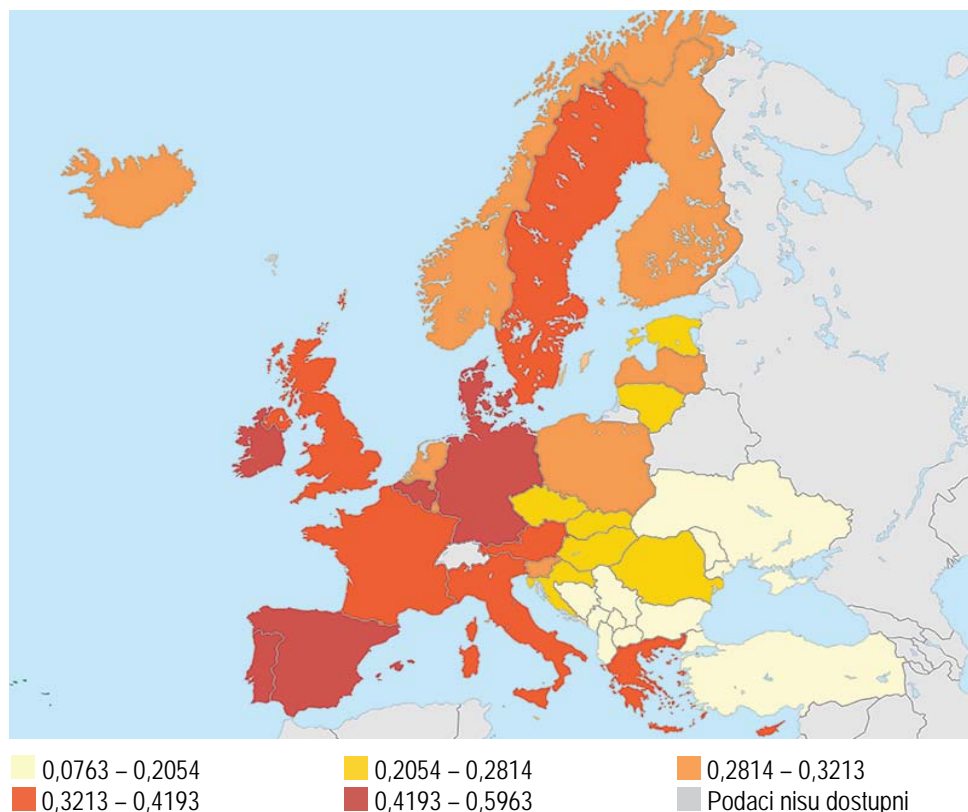 0,0763 – 0,2054 0,2054 – 0,2814 0,2814 – 0,3213
0,3213 – 0,4193 0,4193 – 0,5963 Podaci nisu dostupni